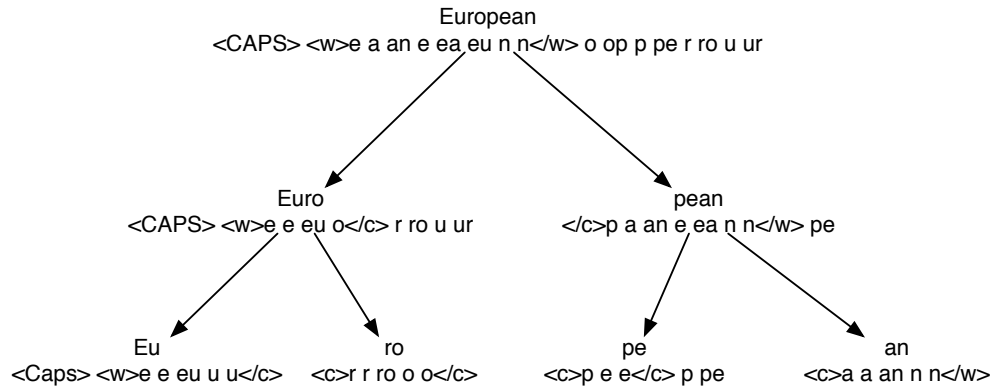 European
<CAPS> <w>e a an e ea eu n n</w> o op p pe r ro u ur
Euro
<CAPS> <w>e e eu o</c> r ro u ur
pean
</c>p a an e ea n n</w> pe
Eu
<Caps> <w>e e eu u u</c>
ro
<c>r r ro o o</c>
pe
<c>p e e</c> p pe
an
<c>a a an n n</w>